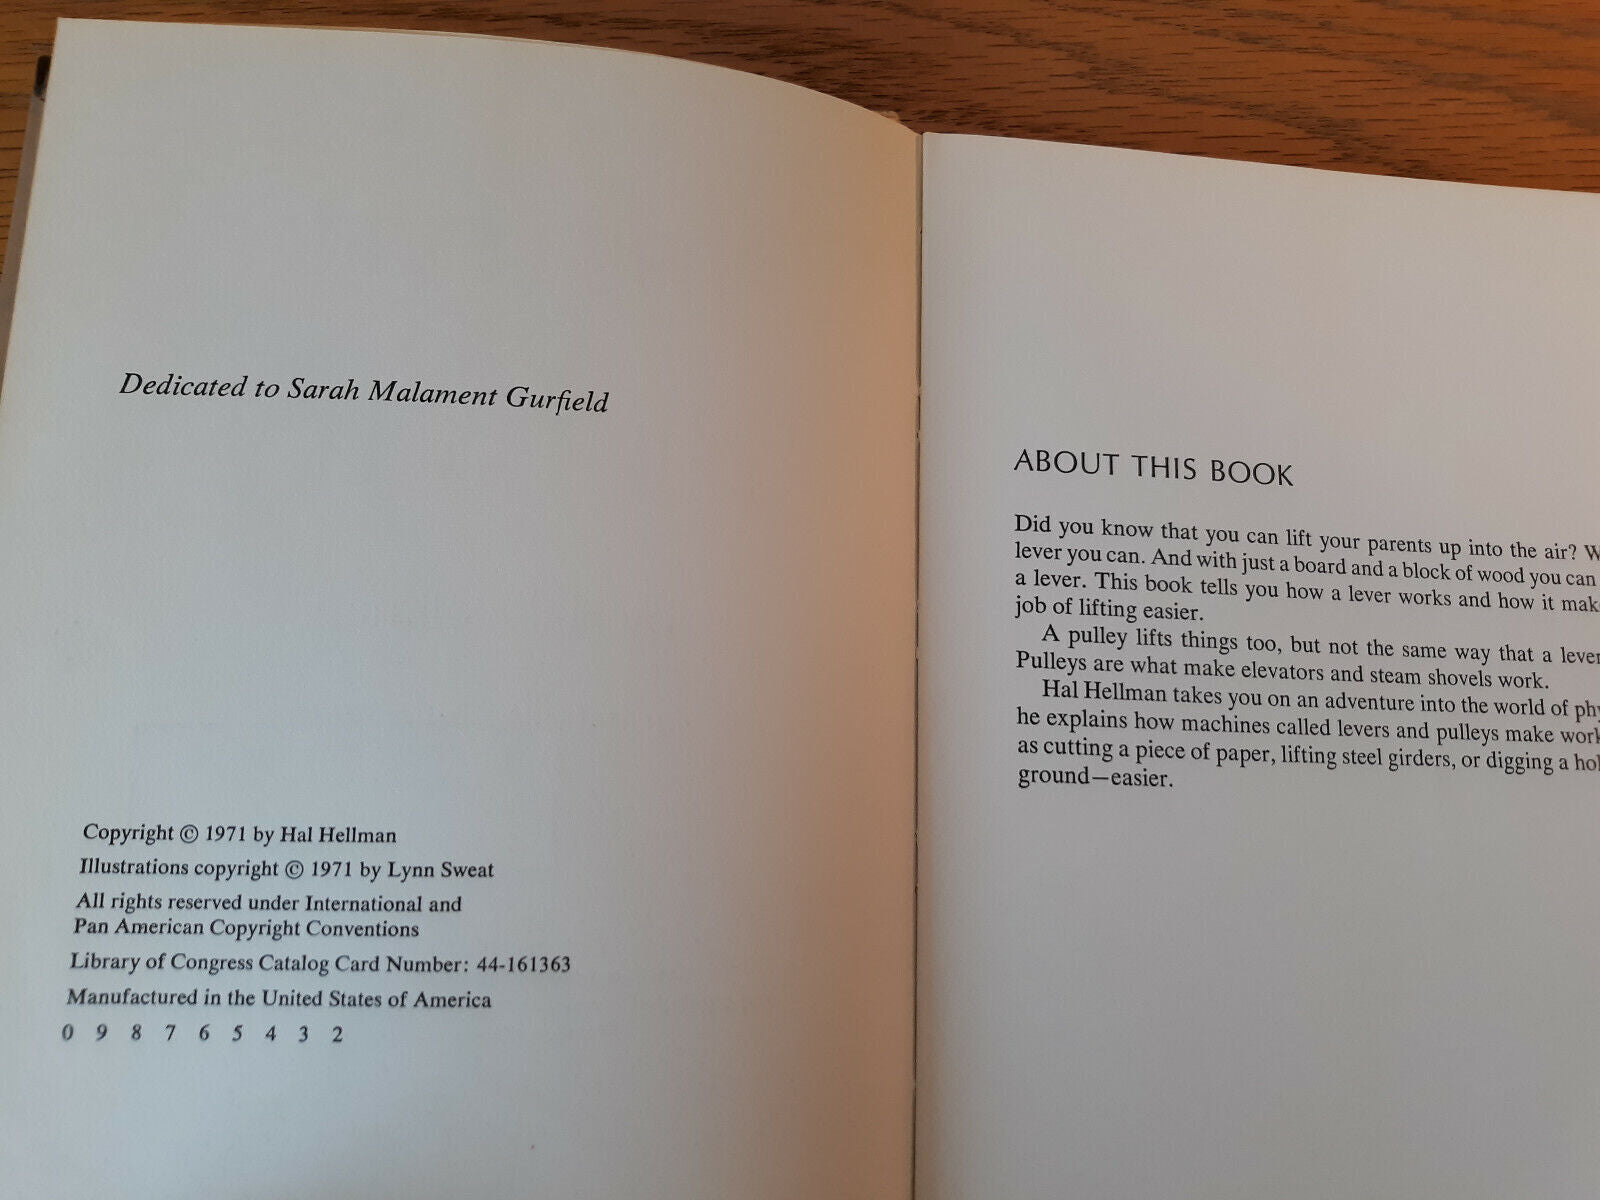 Dedicated to Sarah Malament Gurfield
Copyright © 1971 by Hal Hellman
Illustrations copyright © 1971 by Lynn Sweat
All rights reserved under International and
Pan American Copyright Conventions
Library of Congress Catalog Card Number: 44-161363
Manufactured in the United States of America
0 9 8 7 6 5 4 3 2
ABOUT THIS BOOK
Did you know that you can lift your parents up into the air?
lever you can. And with just a board and a block of wood you can
a lever. This book tells you how a lever works and how it
job of lifting easier.
A pulley lifts things too, but not the same way that a
Pulleys are what make elevators and steam shovels work.
Hal Hellman takes you on an adventure into the world of
he explains how machines called levers and pulleys make
as cutting a piece of paper, lifting steel girders, or digging a
ground—easier.